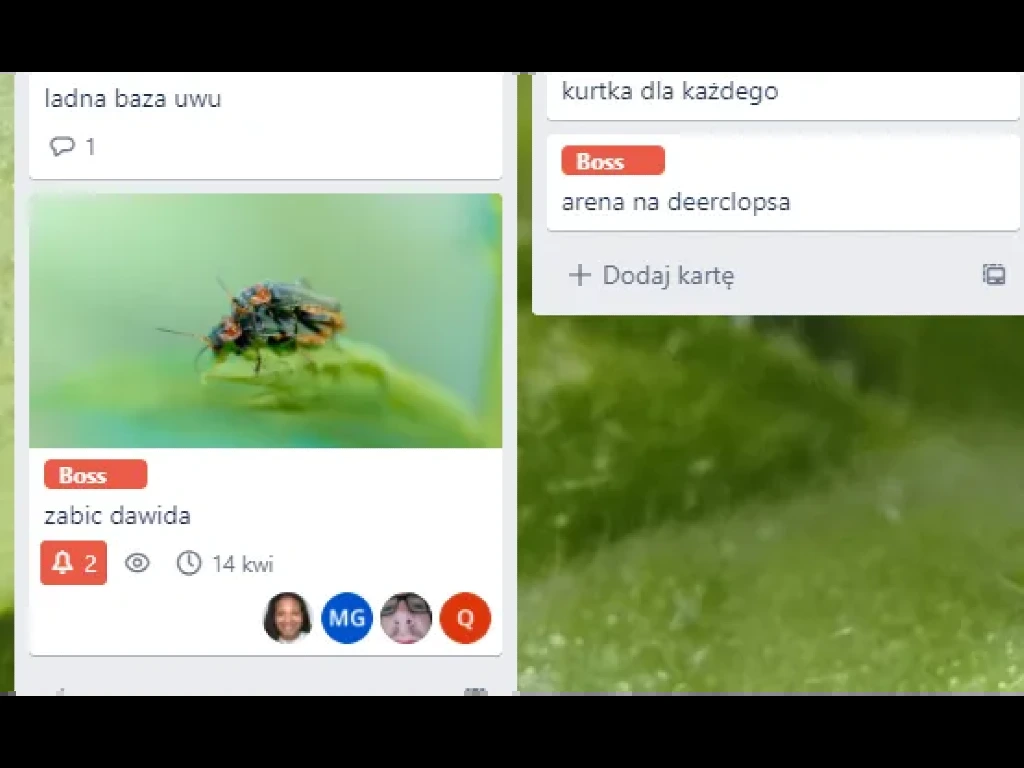 ladna baza uwu
1
Boss
zabic dawida
2
14 kwi
MG
Q
kurtka dla każdego
Boss
arena na deerclopsa
+ Dodaj kartę